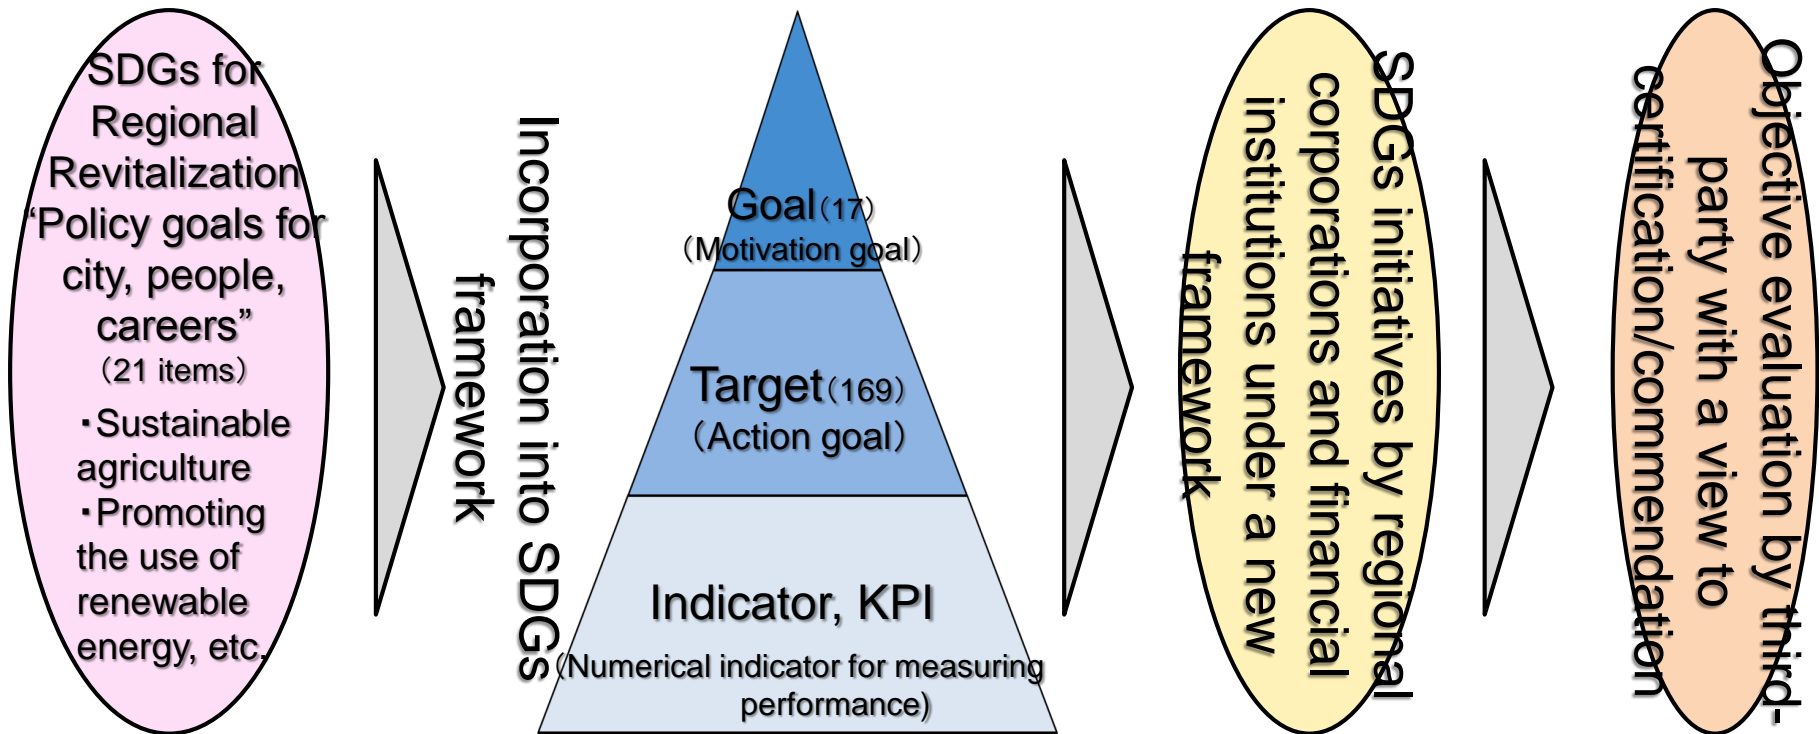 SDGs for
Regional
Revitalization
“Policy goals for
city, people,
careers”
（21 items）
・Sustainable
agriculture
・Promoting
the use of
renewable
energy, etc.
Incorporation into SDGs
framework
Goal（17）
（Motivation goal）
Target（169）
（Action goal）
Indicator, KPI
（Numerical indicator for measuring
performance)
SDGs initiatives by regional
corporations and financial
institutions under a new
framework
Objective evaluation by third-
party with a view to
certification/commendation